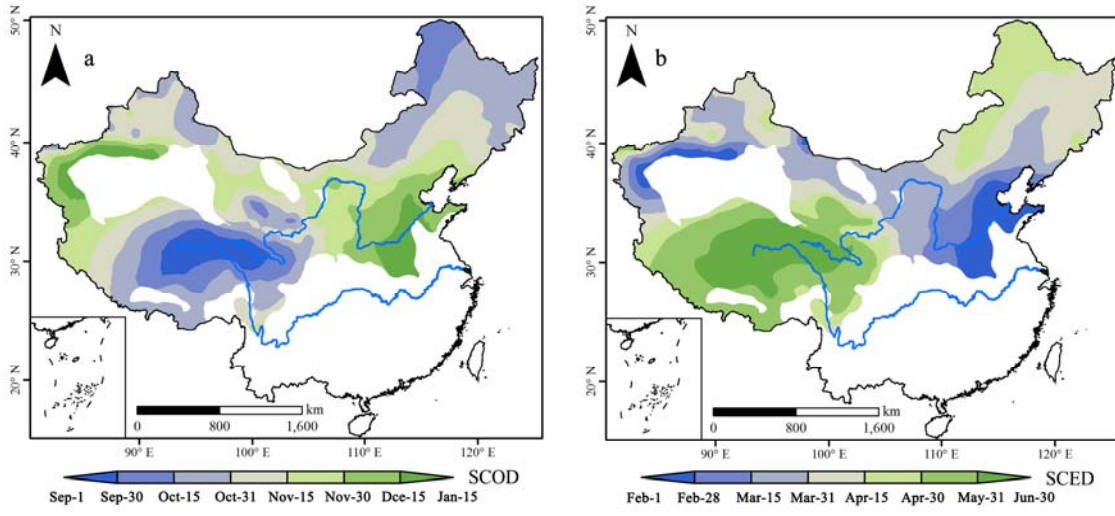 50° N
40° N
30° N
20° N
N
a
km
0 800 1,600
90° E 100° E 110° E 120° E
SCOD
Sep-1 Sep-30 Oct-15 Oct-31 Nov-15 Nov-30 Dce-15 Jan-15
50° N
40° N
30° N
20° N
N
b
km
0 800 1,600
90° E 100° E 110° E 120° E
SCED
Feb-1 Feb-28 Mar-15 Mar-31 Apr-15 Apr-30 May-31 Jun-30